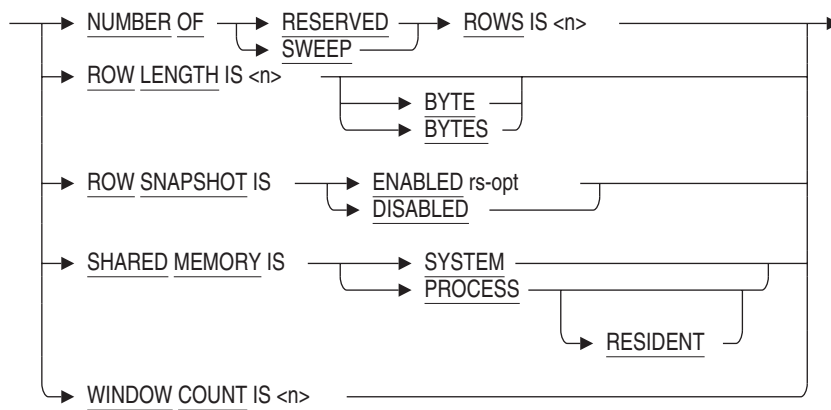 NUMBER OF RESERVED ROWS IS <n>
SWEEP
ROW LENGTH IS <n>
BYTE
BYTES
ROW SNAPSHOT IS ENABLED rs-opt
DISABLED
SHARED MEMORY IS SYSTEM
PROCESS
RESIDENT
WINDOW COUNT IS <n>